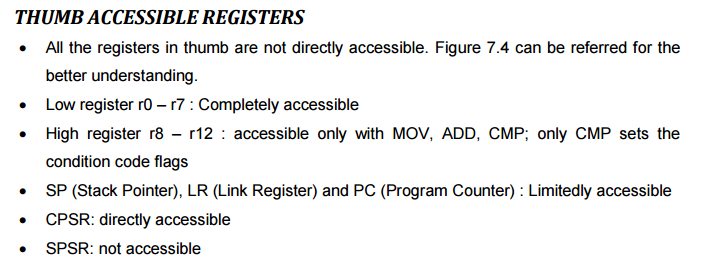 THUMB ACCESSIBLE REGISTERS
• All the registers in thumb are not directly accessible. Figure 7.4 can be referred for the
better understanding.
• Low register r0 – r7 : Completely accessible
• High register r8 – r12 : accessible only with MOV, ADD, CMP; only CMP sets the
condition code flags
• SP (Stack Pointer), LR (Link Register) and PC (Program Counter) : Limitedly accessible
• CPSR: directly accessible
• SPSR: not accessible